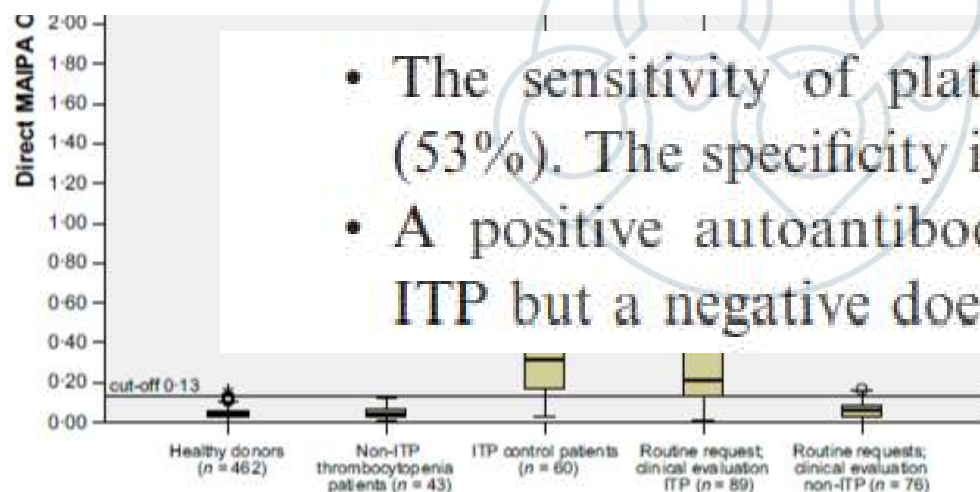 Direct MAIPA
2·00
1·80
1·60
1·40
1·20
1·00
0·80
0·60
0·40
0·20
0·00
• The sensitivity of
(53%). The specificity
• A positive
ITP but a negative
cut-off 0·13
Healthy donors
(n = 462)
Non-ITP
thrombocytopenia
patients (n = 43)
ITP control patients
(n = 60)
Routine request;
clinical evaluation
ITP (n = 89)
Routine requests;
clinical evaluation
non-ITP (n = 76)